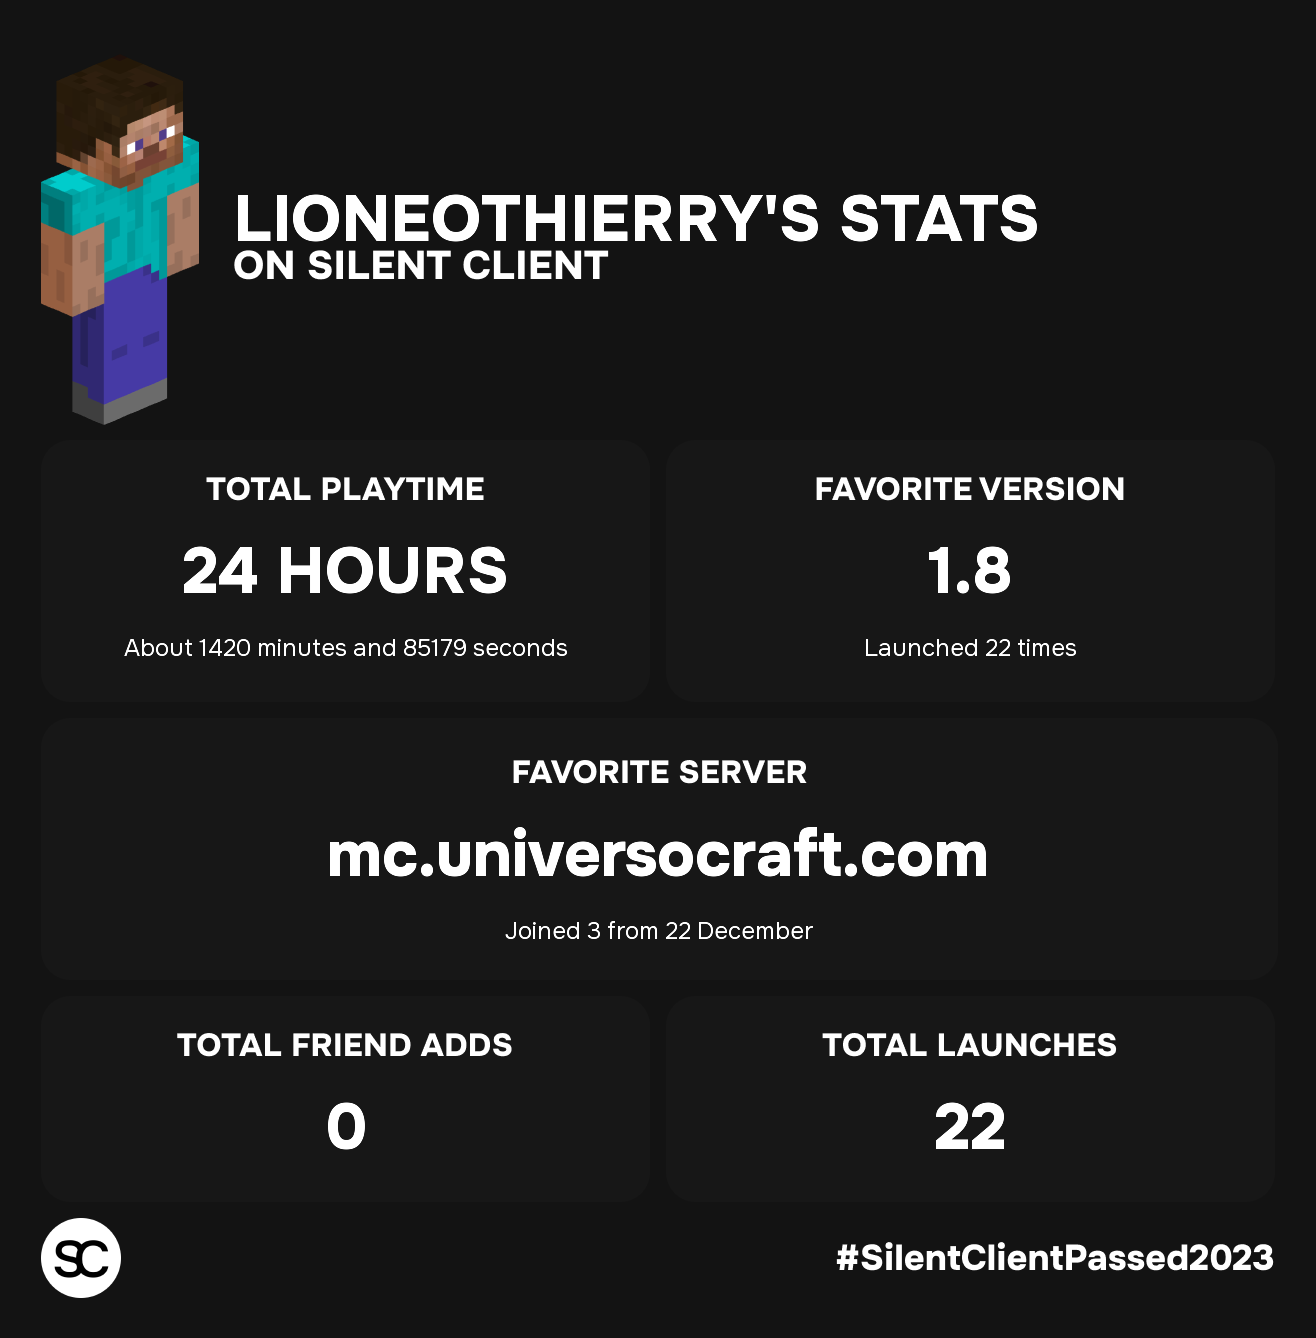 LIONEOTHIERRY'S STATS
ON SILENT CLIENT
TOTAL PLAYTIME
24 HOURS
About 1420 minutes and 85179 seconds
FAVORITE VERSION
1.8
Launched 22 times
FAVORITE SERVER
mc.universocraft.com
Joined 3 from 22 December
TOTAL FRIEND ADDS
0
TOTAL LAUNCHES
22
SC
#SilentClientPassed2023